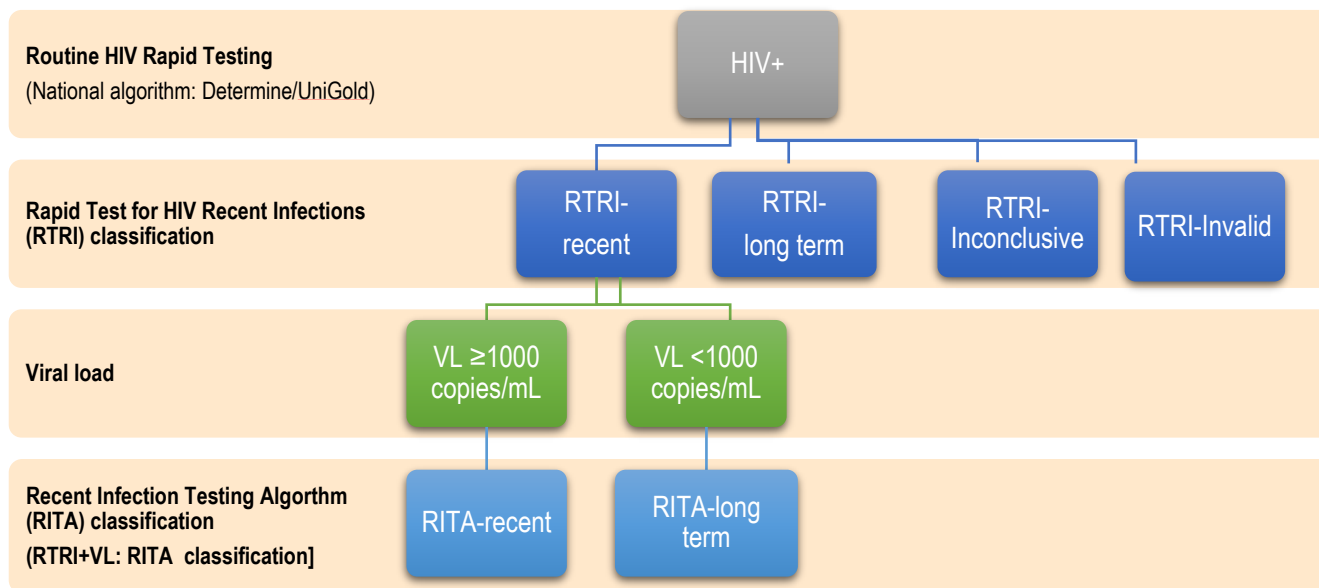 Routine HIV Rapid Testing
(National algorithm: Determine/UniGold)
HIV+
Rapid Test for HIV Recent Infections
(RTRI) classification
RTRI-
recent
RTRI-
long term
RTRI-
Inconclusive
RTRI-Invalid
Viral load
VL ≥1000
copies/mL
VL <1000
copies/mL
Recent Infection Testing Algorthm
(RITA) classification
(RTRI+VL: RITA classification]
RITA-recent
RITA-long
term